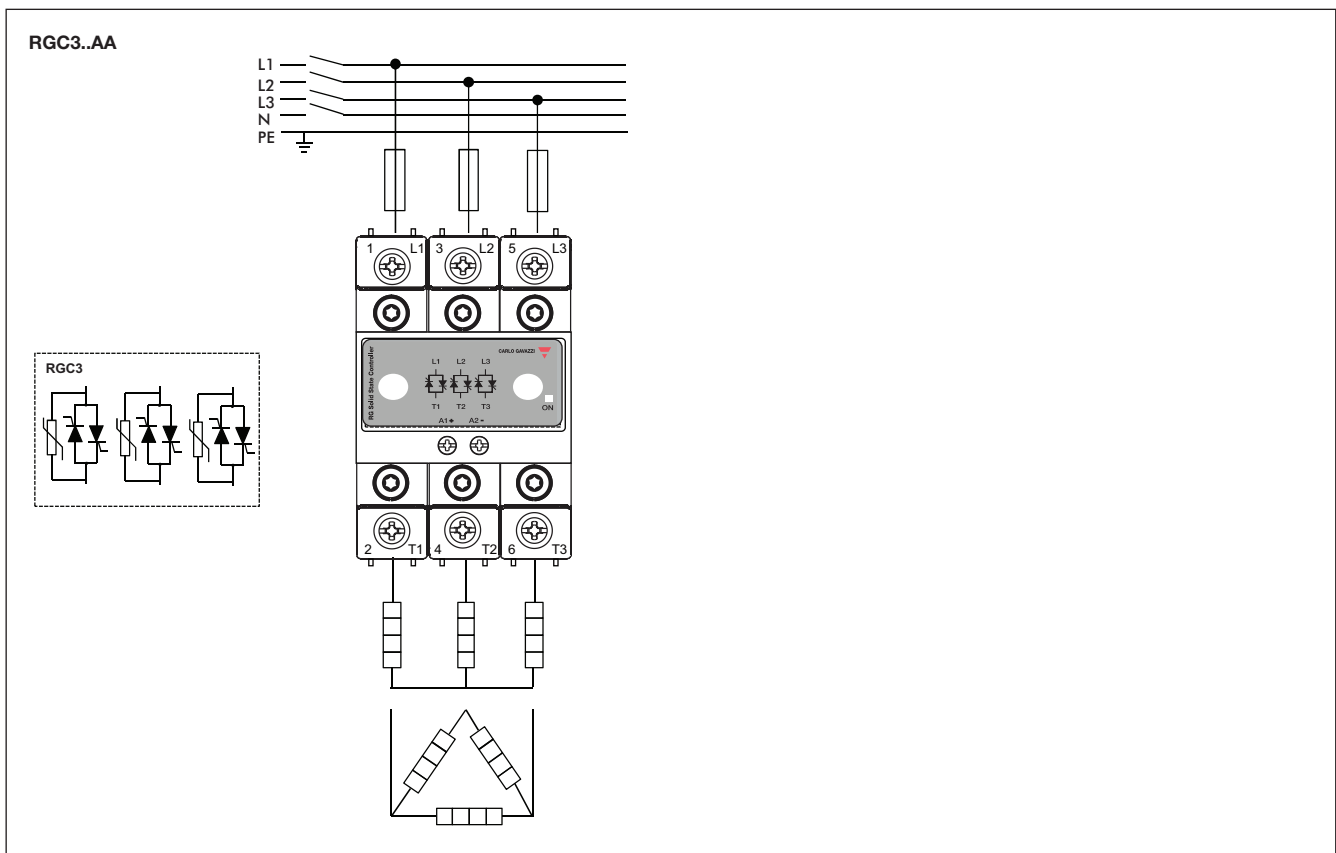 RGC3..AA
L1
L2
L3
N
PE
1 L1 3 L2 5 L3
RG Solid State Controller
CARLO GAVAZZI
L1 L2 L3
T1 T2 T3
ON
A1+ A2-
2 T1 4 T2 6 T3
RGC3